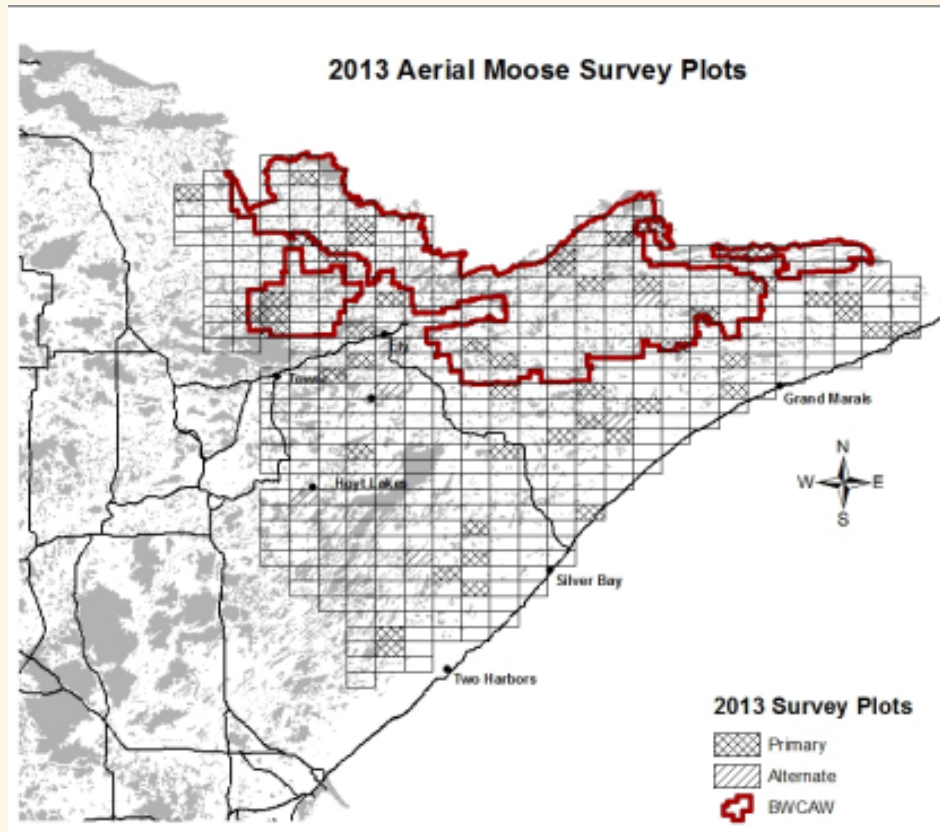 2013 Aerial Moose Survey Plots
Ely
Tower
Grand Marais
N
W E
S
Hoyt Lakes
Silver Bay
Two Harbors
2013 Survey Plots
Primary
Alternate
BWCAW